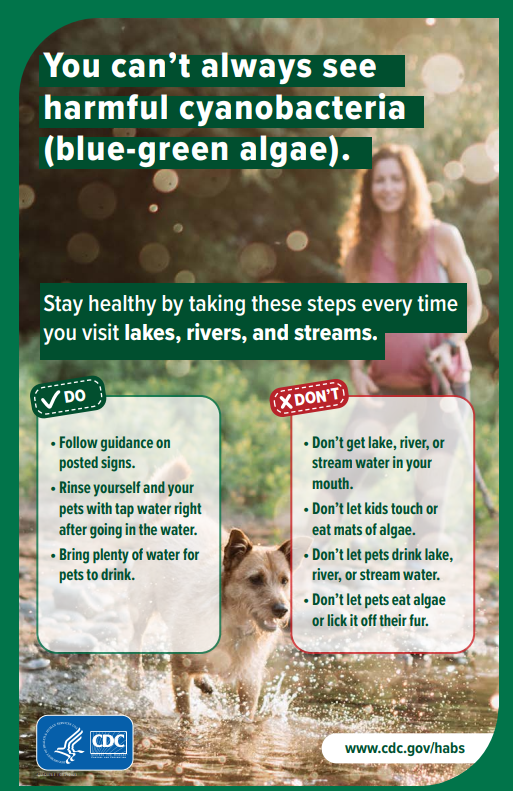 You can’t always see
harmful cyanobacteria
(blue-green algae).
Stay healthy by taking these steps every time
you visit lakes, rivers, and streams.
DO
• Follow guidance on
posted signs.
• Rinse yourself and your
pets with tap water right
after going in the water.
• Bring plenty of water for
pets to drink.
DON’T
• Don’t get lake, river, or
stream water in your
mouth.
• Don’t let kids touch or
eat mats of algae.
• Don’t let pets drink lake,
river, or stream water.
• Don’t let pets eat algae
or lick it off their fur.
CDC
www.cdc.gov/habs